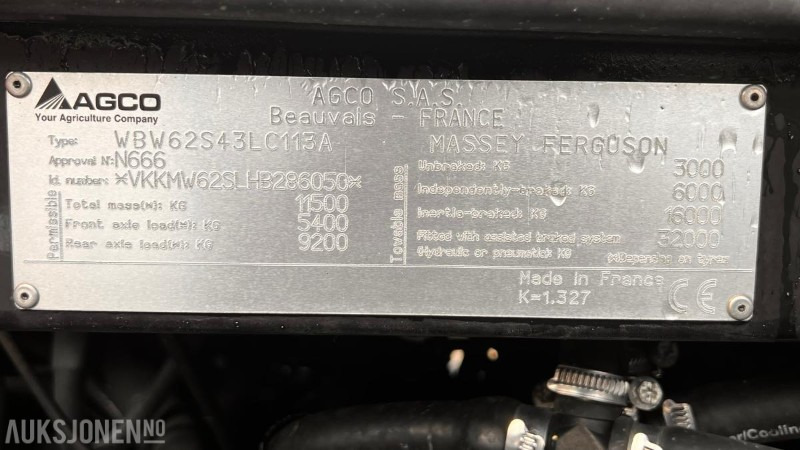 AGCO
Your Agriculture Company
AGCO S.A.S.
Beauvais - FRANCE
Type: WBW62S43LC113A
MASSEY FERGUSON
Approval N°: N666
Id. number: *VKKMW62SLHB286050*
Permissible
Total mass(*): KG 11500
Front axle load(*): KG 5400
Rear axle load(*): KG 9200
Towable mass
Unbraked: KG 3000
Independently-braked: KG 6000
Inertia-braked: KG 16000
Fitted with assisted braked system 32000
(Hydraulic or pneumatic): KG
(*)Depending on tyres
Made in France
K=1.327
CE
er/Cooling
AUKSJONEN.NO